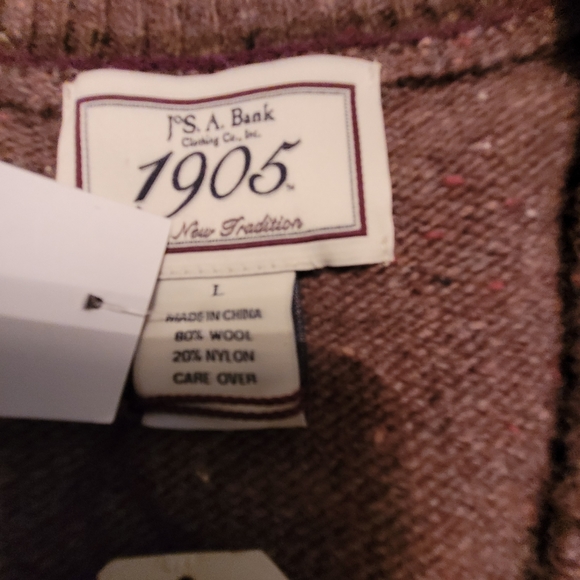 JoS. A. Bank
Clothing Co., Inc.
1905
New Tradition
L
MADE IN CHINA
80% WOOL
20% NYLON
CARE OVER